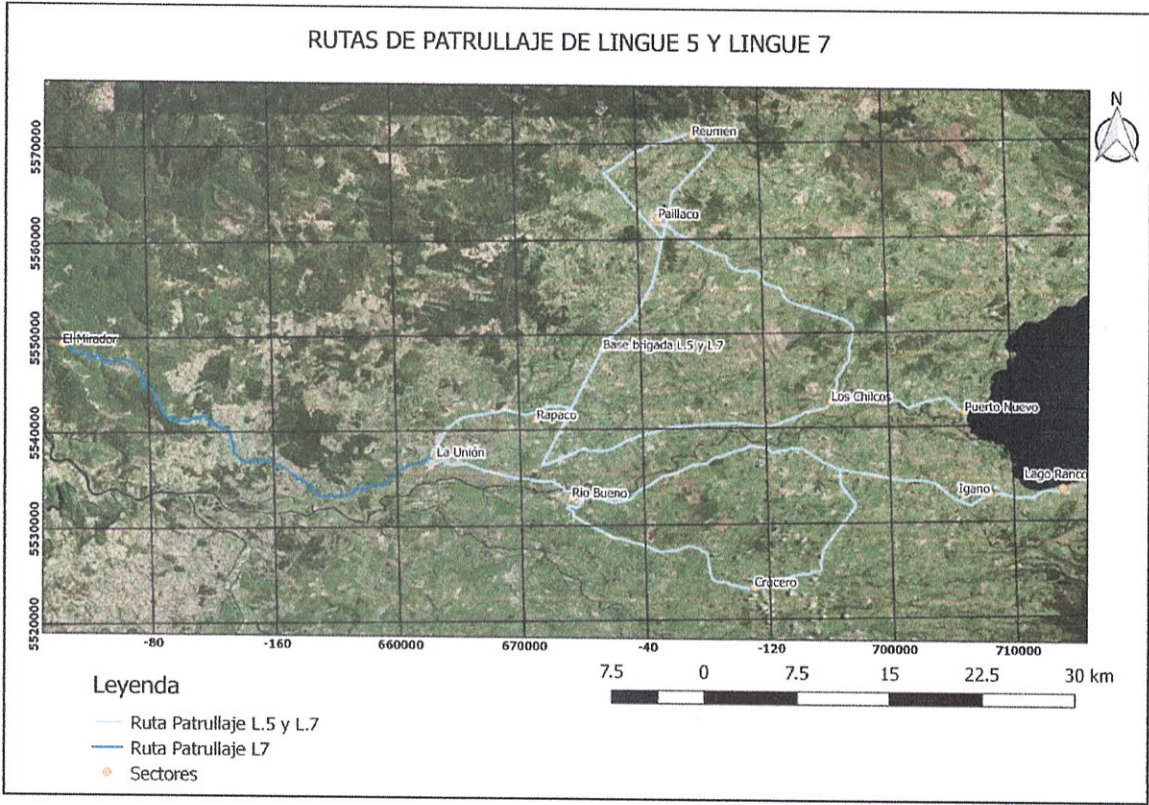 RUTAS DE PATRULLAJE DE LINGUE 5 Y LINGUE 7
N
5570000
5560000
5550000
5540000
5530000
5520000
Reumen
Paillaco
El Mirador
Base brigada L.5 y L.7
Los Chilcos
Rapaco
Puerto Nuevo
La Unión
Lago Ranco
Rio Bueno
Igano
Crucero
-80
-160
660000
670000
-40
-120
700000
710000
7.5 0 7.5 15 22.5 30 km
Leyenda
Ruta Patrullaje L.5 y L.7
Ruta Patrullaje L7
Sectores